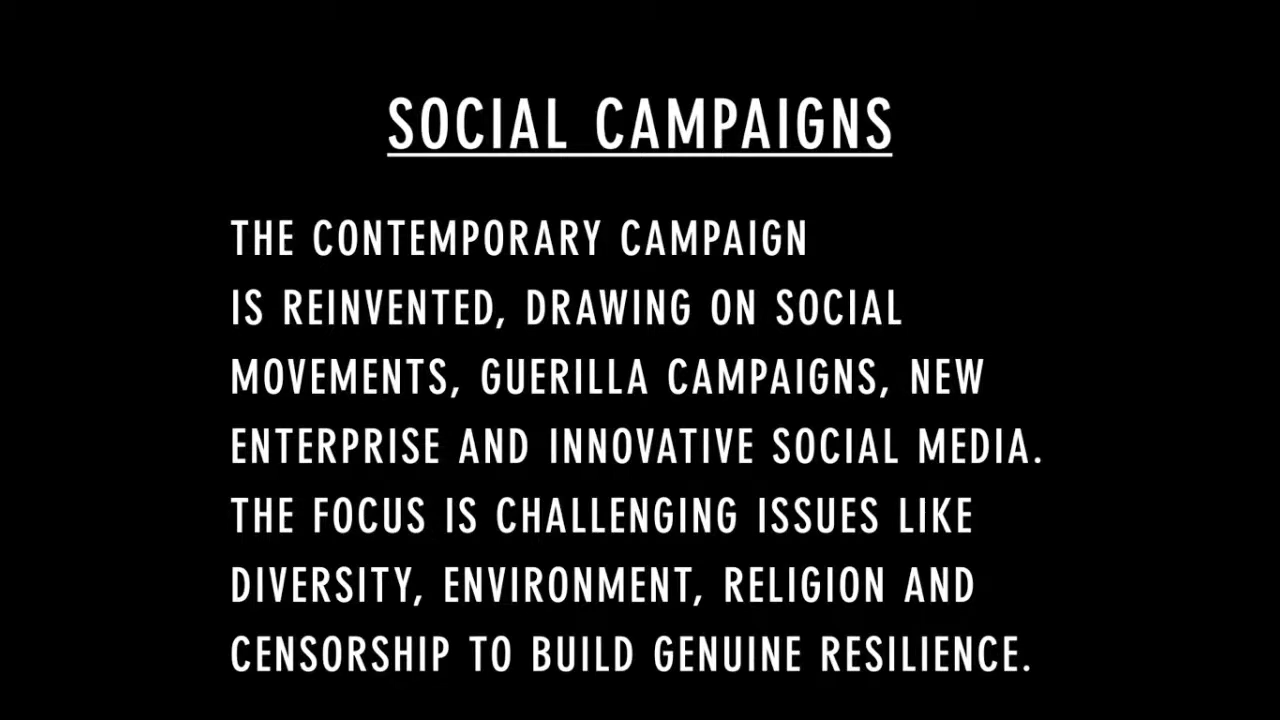 SOCIAL CAMPAIGNS
THE CONTEMPORARY CAMPAIGN
IS REINVENTED, DRAWING ON SOCIAL
MOVEMENTS, GUERILLA CAMPAIGNS, NEW
ENTERPRISE AND INNOVATIVE SOCIAL MEDIA.
THE FOCUS IS CHALLENGING ISSUES LIKE
DIVERSITY, ENVIRONMENT, RELIGION AND
CENSORSHIP TO BUILD GENUINE RESILIENCE.